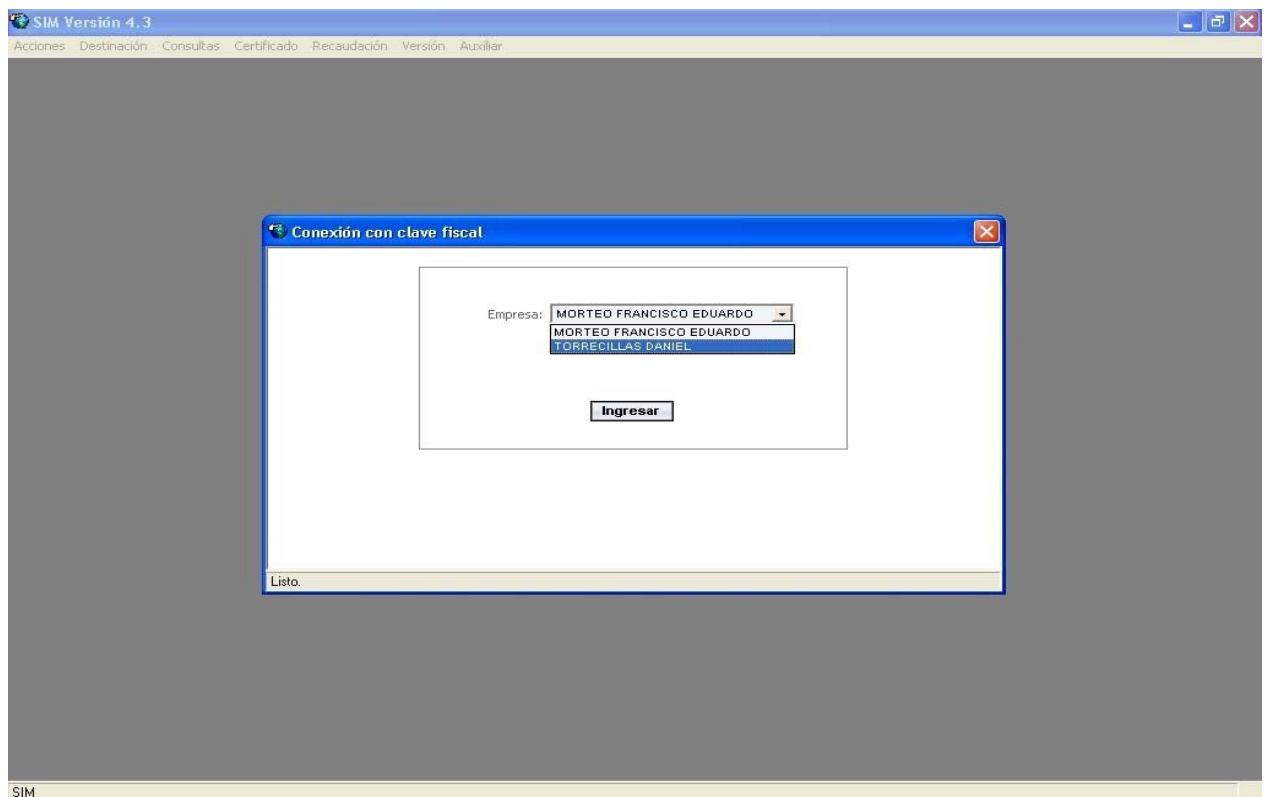 SIM Versión 4.3
Acciones Destinación Consultas Certificado Recaudación Versión Auxiliar
Conexión con clave fiscal
Empresa: MORTEO FRANCISCO EDUARDO
MORTEO FRANCISCO EDUARDO
TORRECILLAS DANIEL
Ingresar
Listo.
SIM